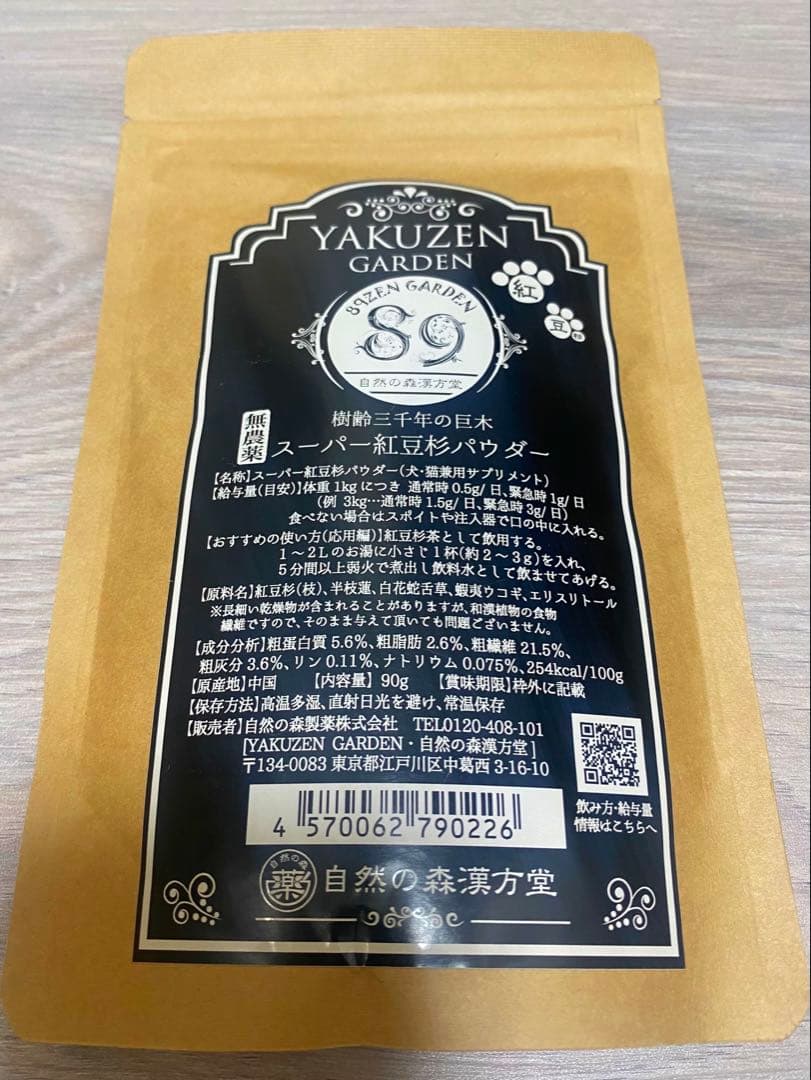 YAKUZEN
GARDEN
紅
豆杉
89ZEN GARDEN
89
自然の森漢方堂
樹齢三千年の巨木
無農薬
スーパー紅豆杉パウダー
【名称】スーパー紅豆杉パウダー(犬・猫兼用サプリメント)
【給与量(目安)】体重1kgにつき 通常時0.5g/日、緊急時1g/日
(例 3kg…通常時1.5g/日、緊急時3g/日)
食べない場合はスポイトや注入器で口の中に入れる。
【おすすめの使い方(応用編)】紅豆杉茶として飲用する。
1～2Lのお湯に小さじ1杯(約2～3g)を入れ、
5分間以上弱火で煮出し飲料水として飲ませてあげる。
【原料名】紅豆杉(枝)、半枝蓮、白花蛇舌草、蝦夷ウコギ、エリスリトール
※長細い乾燥物が含まれることがありますが、和漢植物の食物
繊維ですので、そのまま与えて頂いても問題ございません。
【成分分析】粗蛋白質5.6%、粗脂肪2.6%、粗繊維21.5%、
粗灰分3.6%、リン0.11%、ナトリウム0.075%、254kcal/100g
【原産地】中国 【内容量】90g 【賞味期限】枠外に記載
【保存方法】高温多湿、直射日光を避け、常温保存
【販売者】自然の森製薬株式会社 TEL0120-408-101
[YAKUZEN GARDEN・自然の森漢方堂]
〒134-0083 東京都江戸川区中葛西3-16-10
飲み方・給与量
情報はこちらへ
4 570062 790226
自然の森
薬
自然の森漢方堂